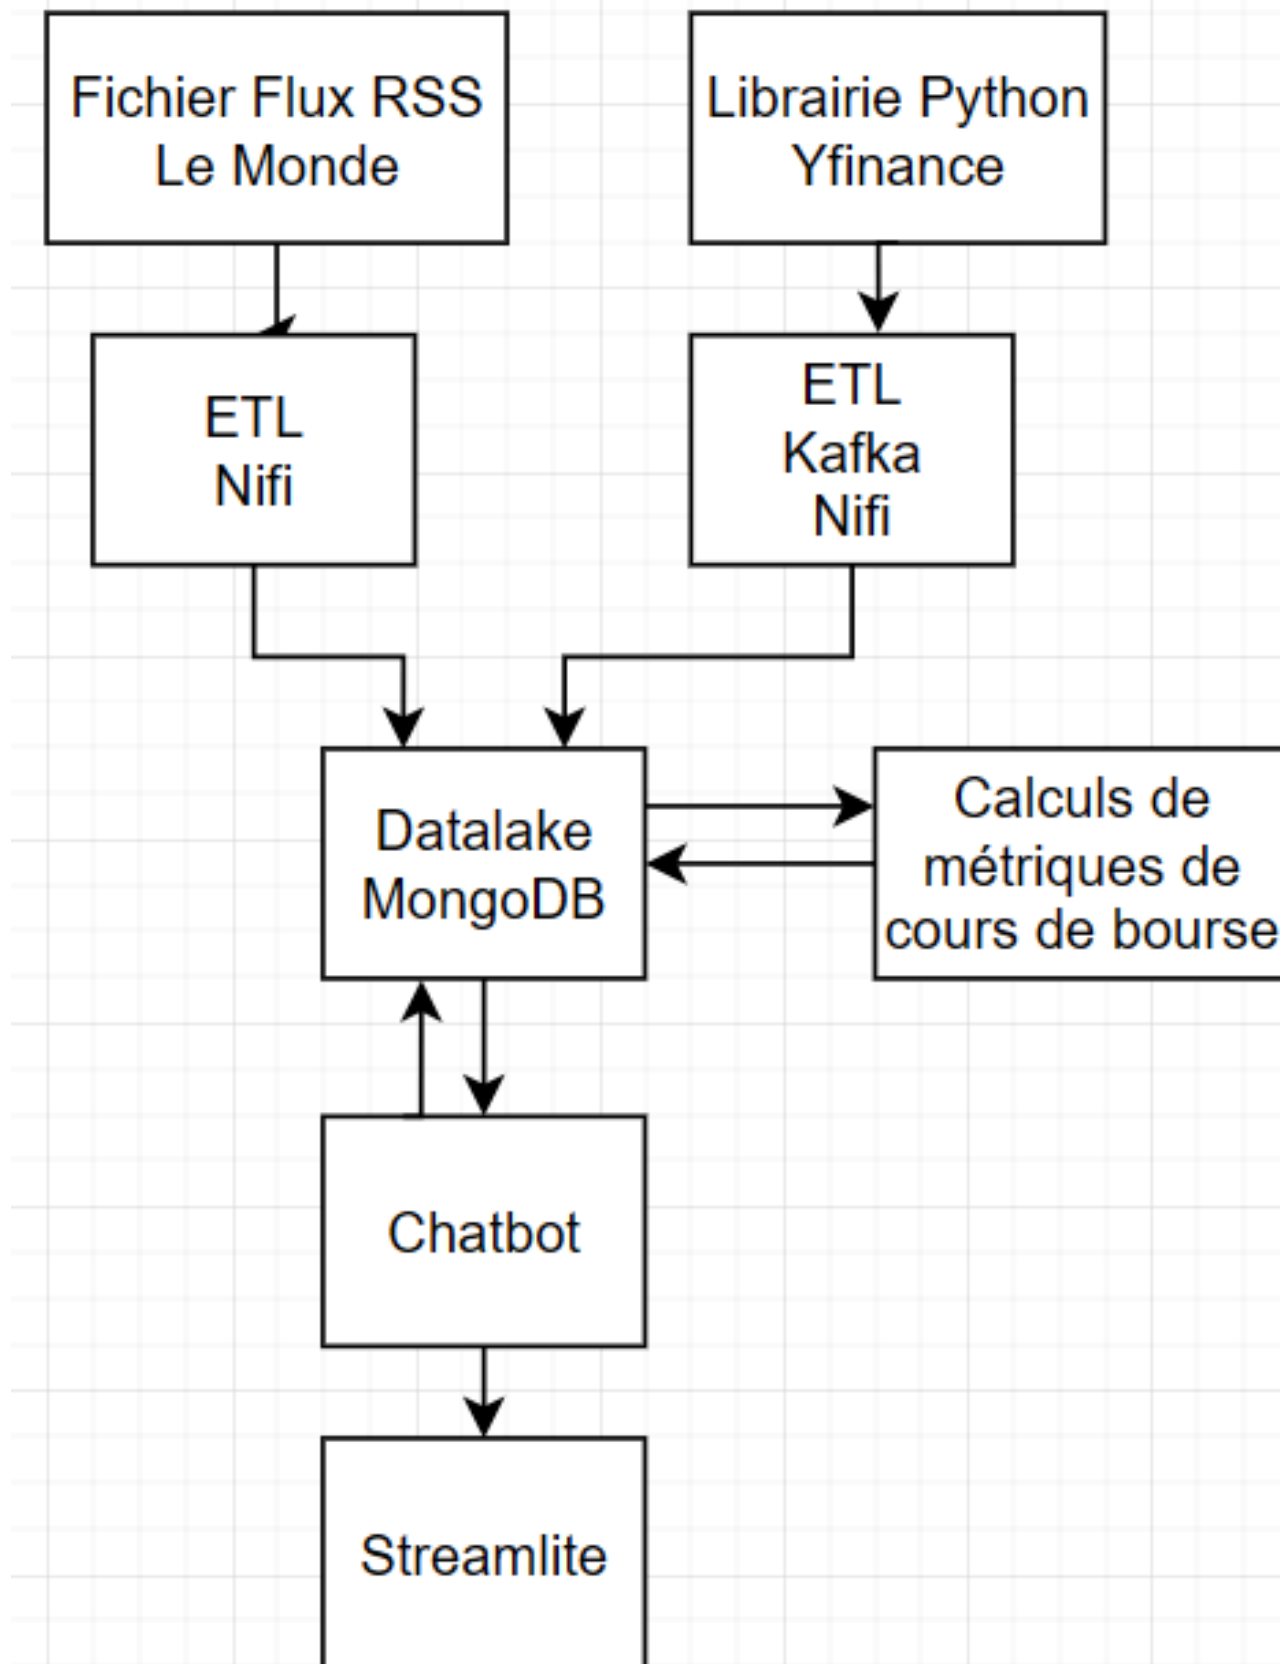 Fichier Flux RSS
Le Monde
Librairie Python
Yfinance
ETL
Nifi
ETL
Kafka
Nifi
Datalake
MongoDB
Calculs de
métriques de
cours de bourse
Chatbot
Streamlite